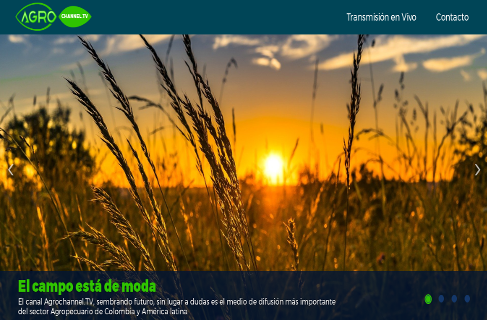 AGRO CHANNEL.TV
Transmisión en Vivo Contacto
El campo está de moda
El canal Agrochannel.TV, sembrando futuro, sin lugar a dudas es el medio de difusión más importante
del sector Agropecuario de Colombia y América latina